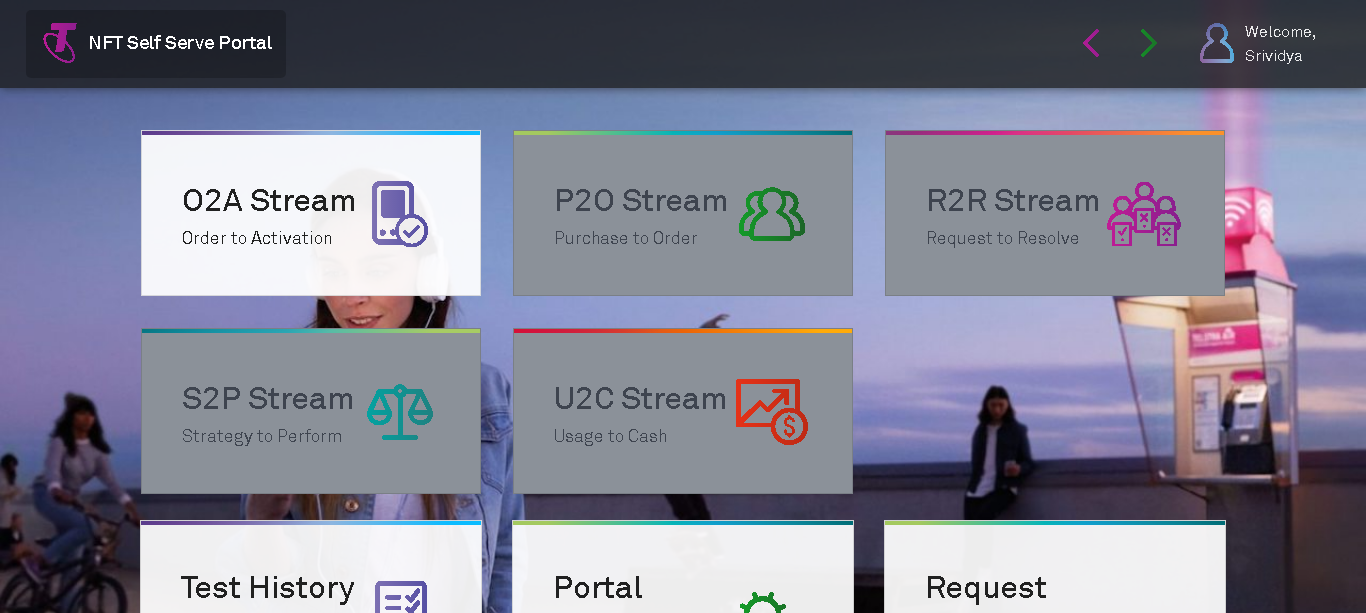 NFT Self Serve Portal
Welcome,
Srividya
O2A Stream
Order to Activation
P2O Stream
Purchase to Order
R2R Stream
Request to Resolve
S2P Stream
Strategy to Perform
U2C Stream
Usage to Cash
Test History
Portal
Request